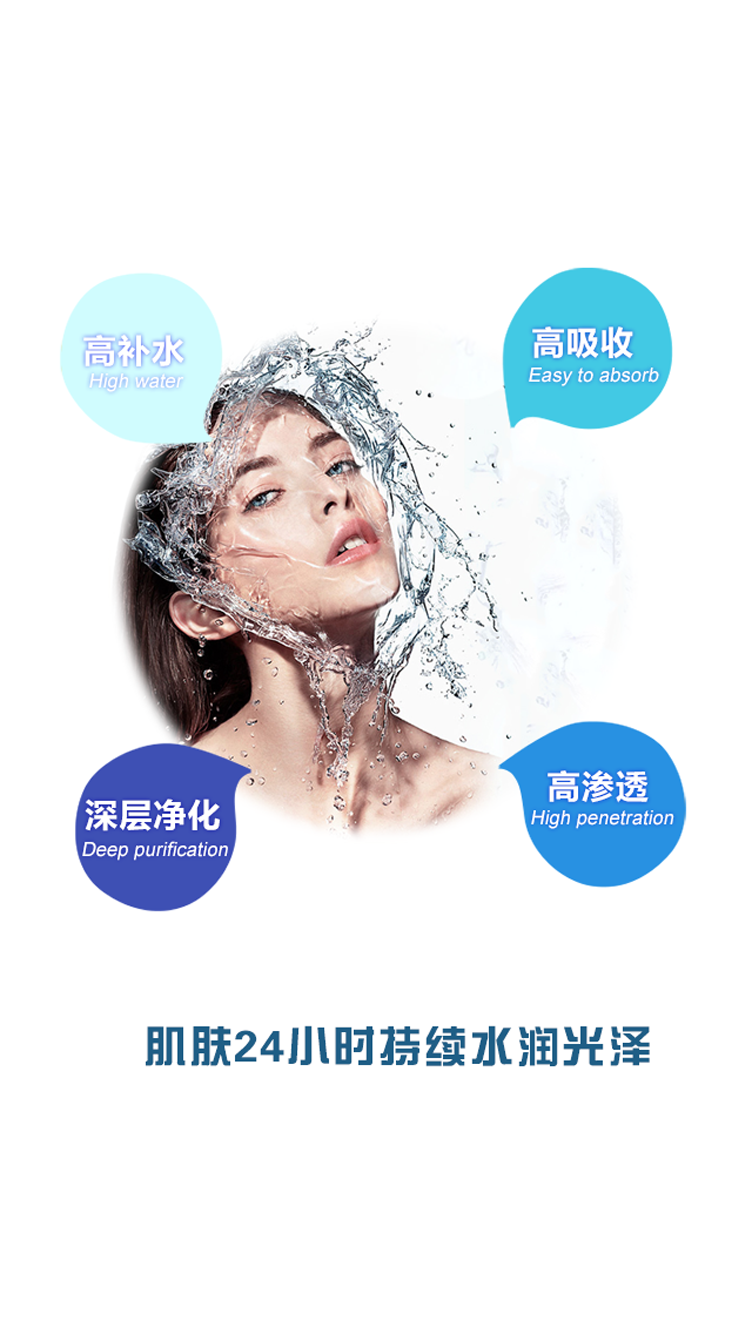 高补水
High water
高吸收
Easy to absorb
深层净化
Deep purification
高渗透
High penetration
肌肤24小时持续水润光泽